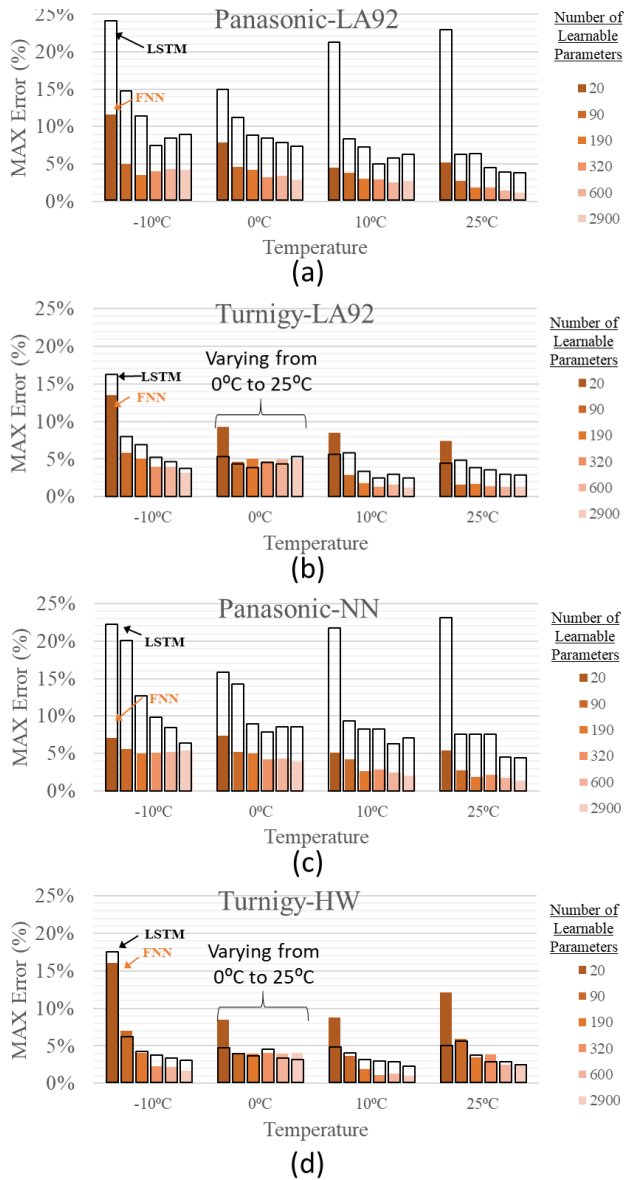 Panasonic-LA92
MAX Error (%)
25%
20%
15%
10%
5%
0%
LSTM
FNN
-10ºC
0ºC
10ºC
25ºC
Temperature
Number of
Learnable
Parameters
20
90
190
320
600
2900
(a)
Turnigy-LA92
MAX Error (%)
25%
20%
15%
10%
5%
0%
LSTM
FNN
Varying from
0ºC to 25ºC
-10ºC
0ºC
10ºC
25ºC
Temperature
Number of
Learnable
Parameters
20
90
190
320
600
2900
(b)
Panasonic-NN
MAX Error (%)
25%
20%
15%
10%
5%
0%
LSTM
FNN
-10ºC
0ºC
10ºC
25ºC
Temperature
Number of
Learnable
Parameters
20
90
190
320
600
2900
(c)
Turnigy-HW
MAX Error (%)
25%
20%
15%
10%
5%
0%
LSTM
FNN
Varying from
0ºC to 25ºC
-10ºC
0ºC
10ºC
25ºC
Temperature
Number of
Learnable
Parameters
20
90
190
320
600
2900
(d)